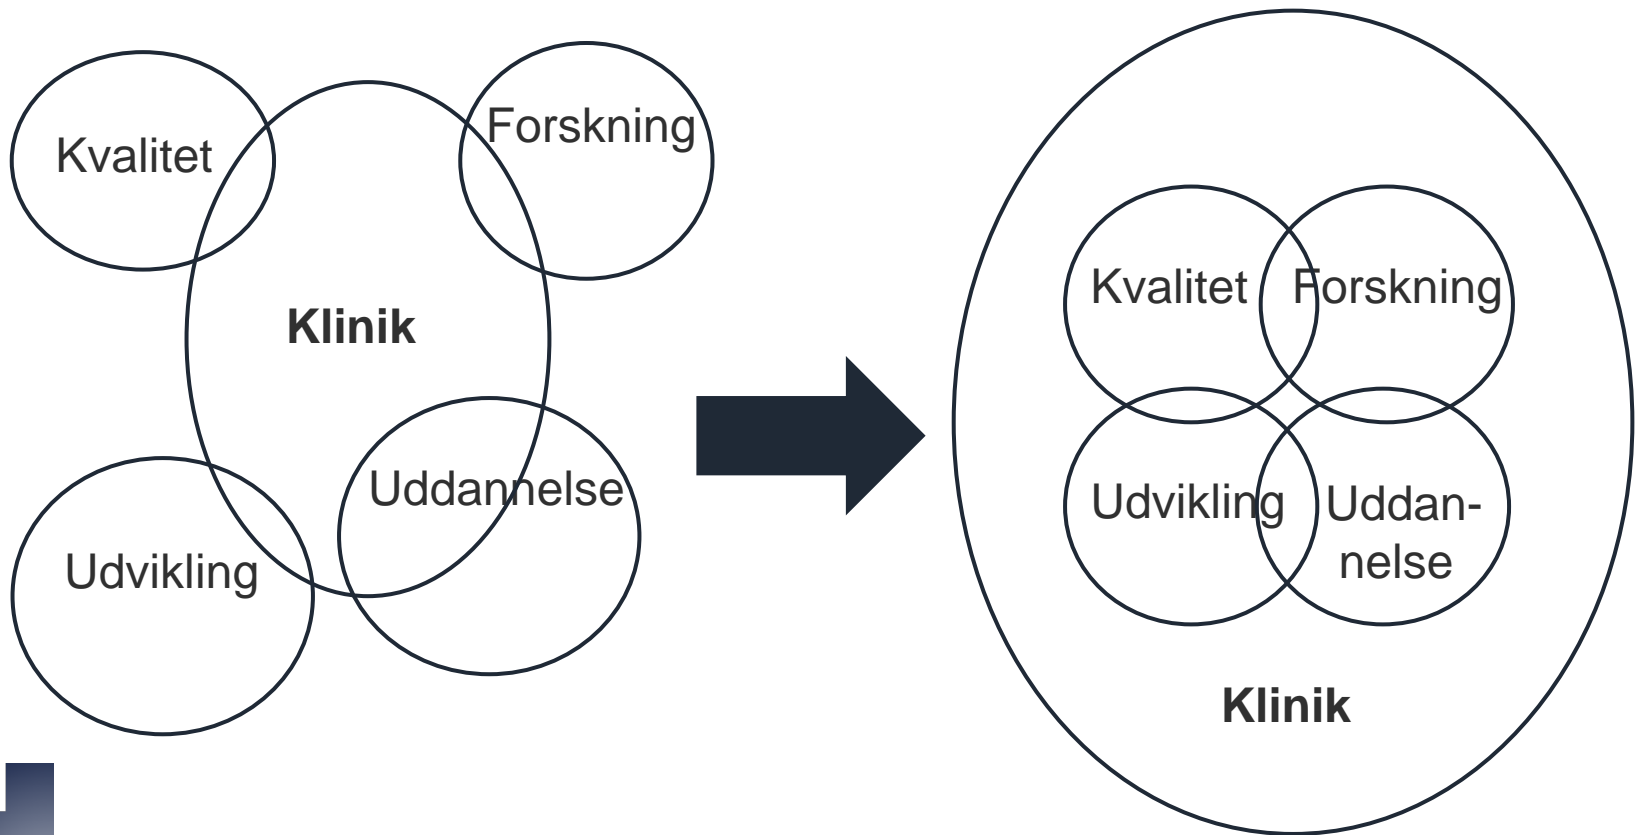 Kvalitet
Forskning
Klinik
Uddannelse
Udvikling
Kvalitet
Forskning
Udvikling
Uddan-
nelse
Klinik